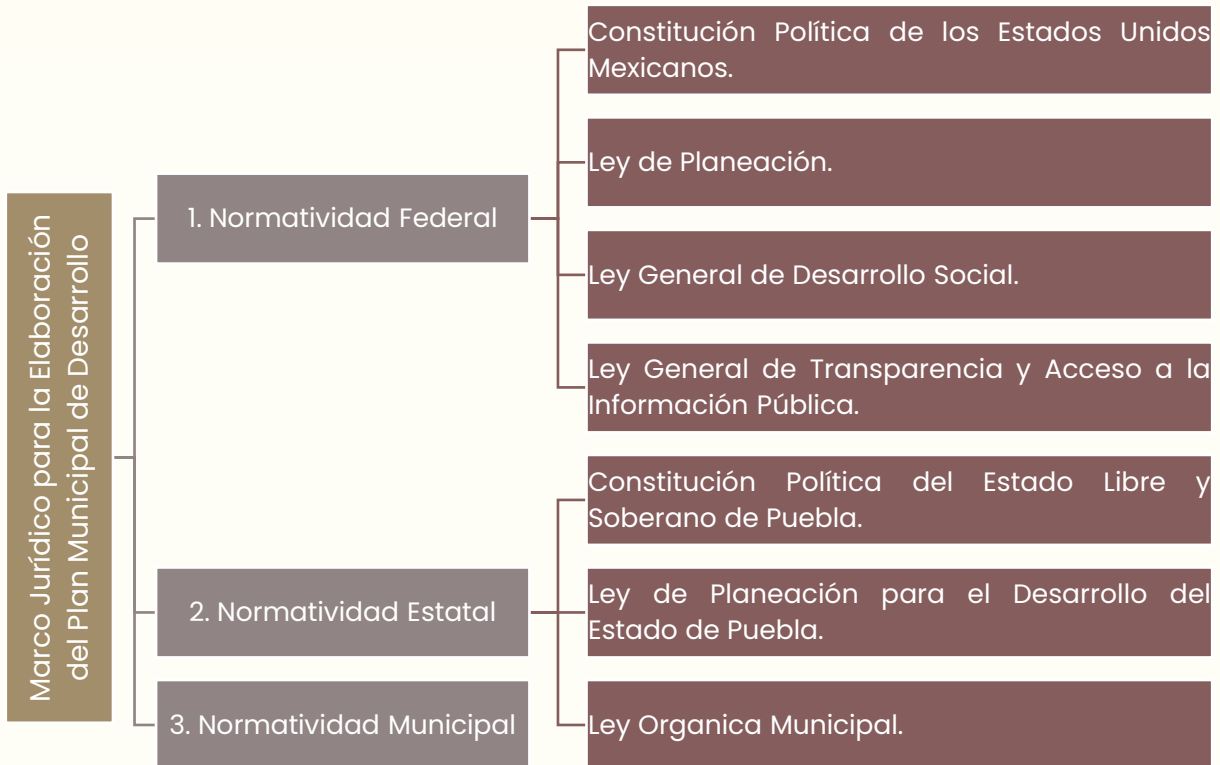 Marco Jurídico para la Elaboración
del Plan Municipal de Desarrollo
1. Normatividad Federal
Constitución Política de los Estados Unidos
Mexicanos.
Ley de Planeación.
Ley General de Desarrollo Social.
Ley General de Transparencia y Acceso a la
Información Pública.
2. Normatividad Estatal
Constitución Política del Estado Libre y
Soberano de Puebla.
Ley de Planeación para el Desarrollo del
Estado de Puebla.
Ley Organica Municipal.
3. Normatividad Municipal